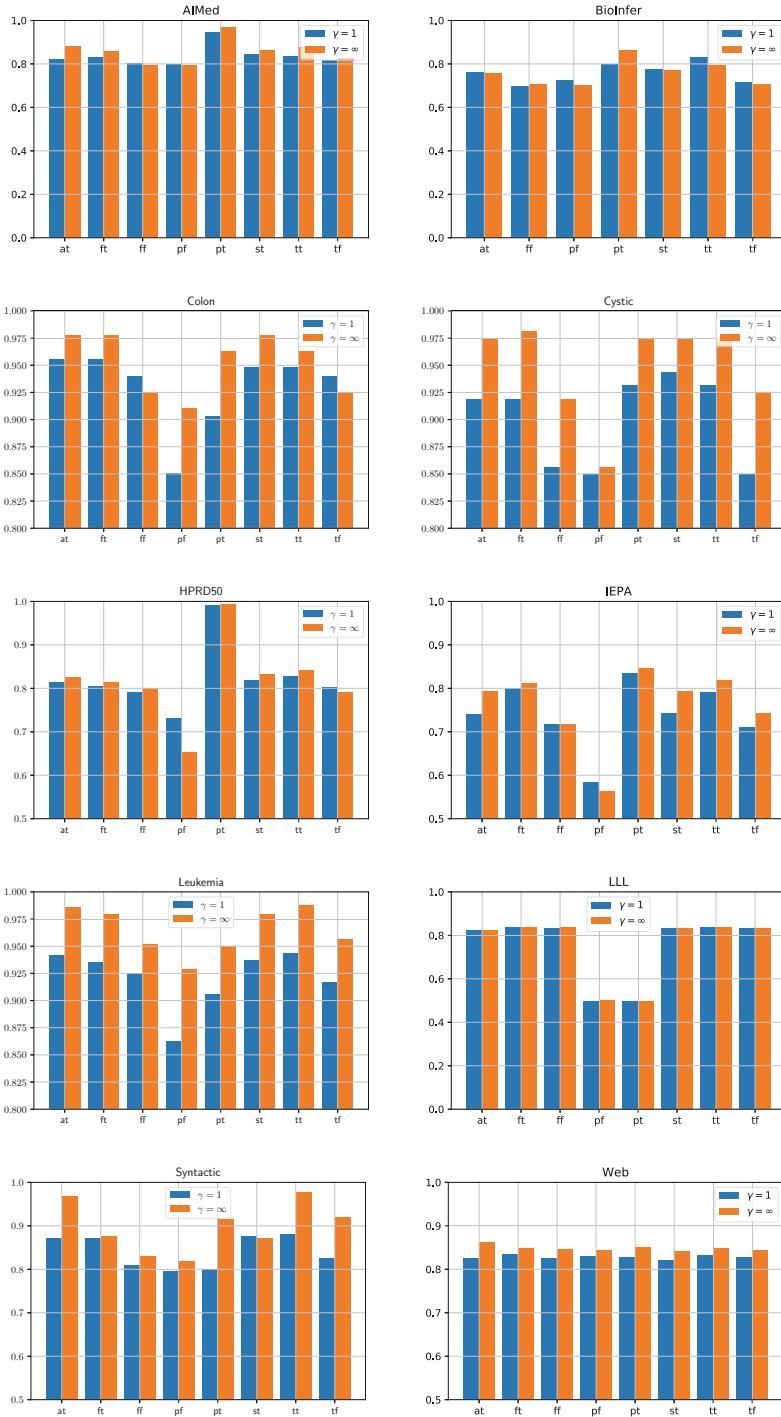 AIMed
1.0
0.8
0.6
0.4
0.2
0.0
γ = 1
γ = ∞
at ft ff pf pt st tt tf
BioInfer
1.0
0.8
0.6
0.4
0.2
0.0
γ = 1
γ = ∞
at ff pf pt st tt tf
Colon
1.000
0.975
0.950
0.925
0.900
0.875
0.850
0.825
0.800
γ = 1
γ = ∞
at ft ff pf pt st tt tf
Cystic
1.000
0.975
0.950
0.925
0.900
0.875
0.850
0.825
0.800
γ = 1
γ = ∞
at ft ff pf pt st tt tf
HPRD50
1.0
0.9
0.8
0.7
0.6
0.5
γ = 1
γ = ∞
at ft ff pf pt st tt tf
IEPA
1.0
0.9
0.8
0.7
0.6
0.5
γ = 1
γ = ∞
at ft ff pf pt st tt tf
Leukemia
1.000
0.975
0.950
0.925
0.900
0.875
0.850
0.825
0.800
γ = 1
γ = ∞
at ft ff pf pt st tt tf
LLL
1.0
0.8
0.6
0.4
0.2
0.0
γ = 1
γ = ∞
at ft ff pf pt st tt tf
Syntactic
1.0
0.9
0.8
0.7
0.6
0.5
γ = 1
γ = ∞
at ft ff pf pt st tt tf
Web
1.0
0.9
0.8
0.7
0.6
0.5
γ = 1
γ = ∞
at ft ff pf pt st tt tf